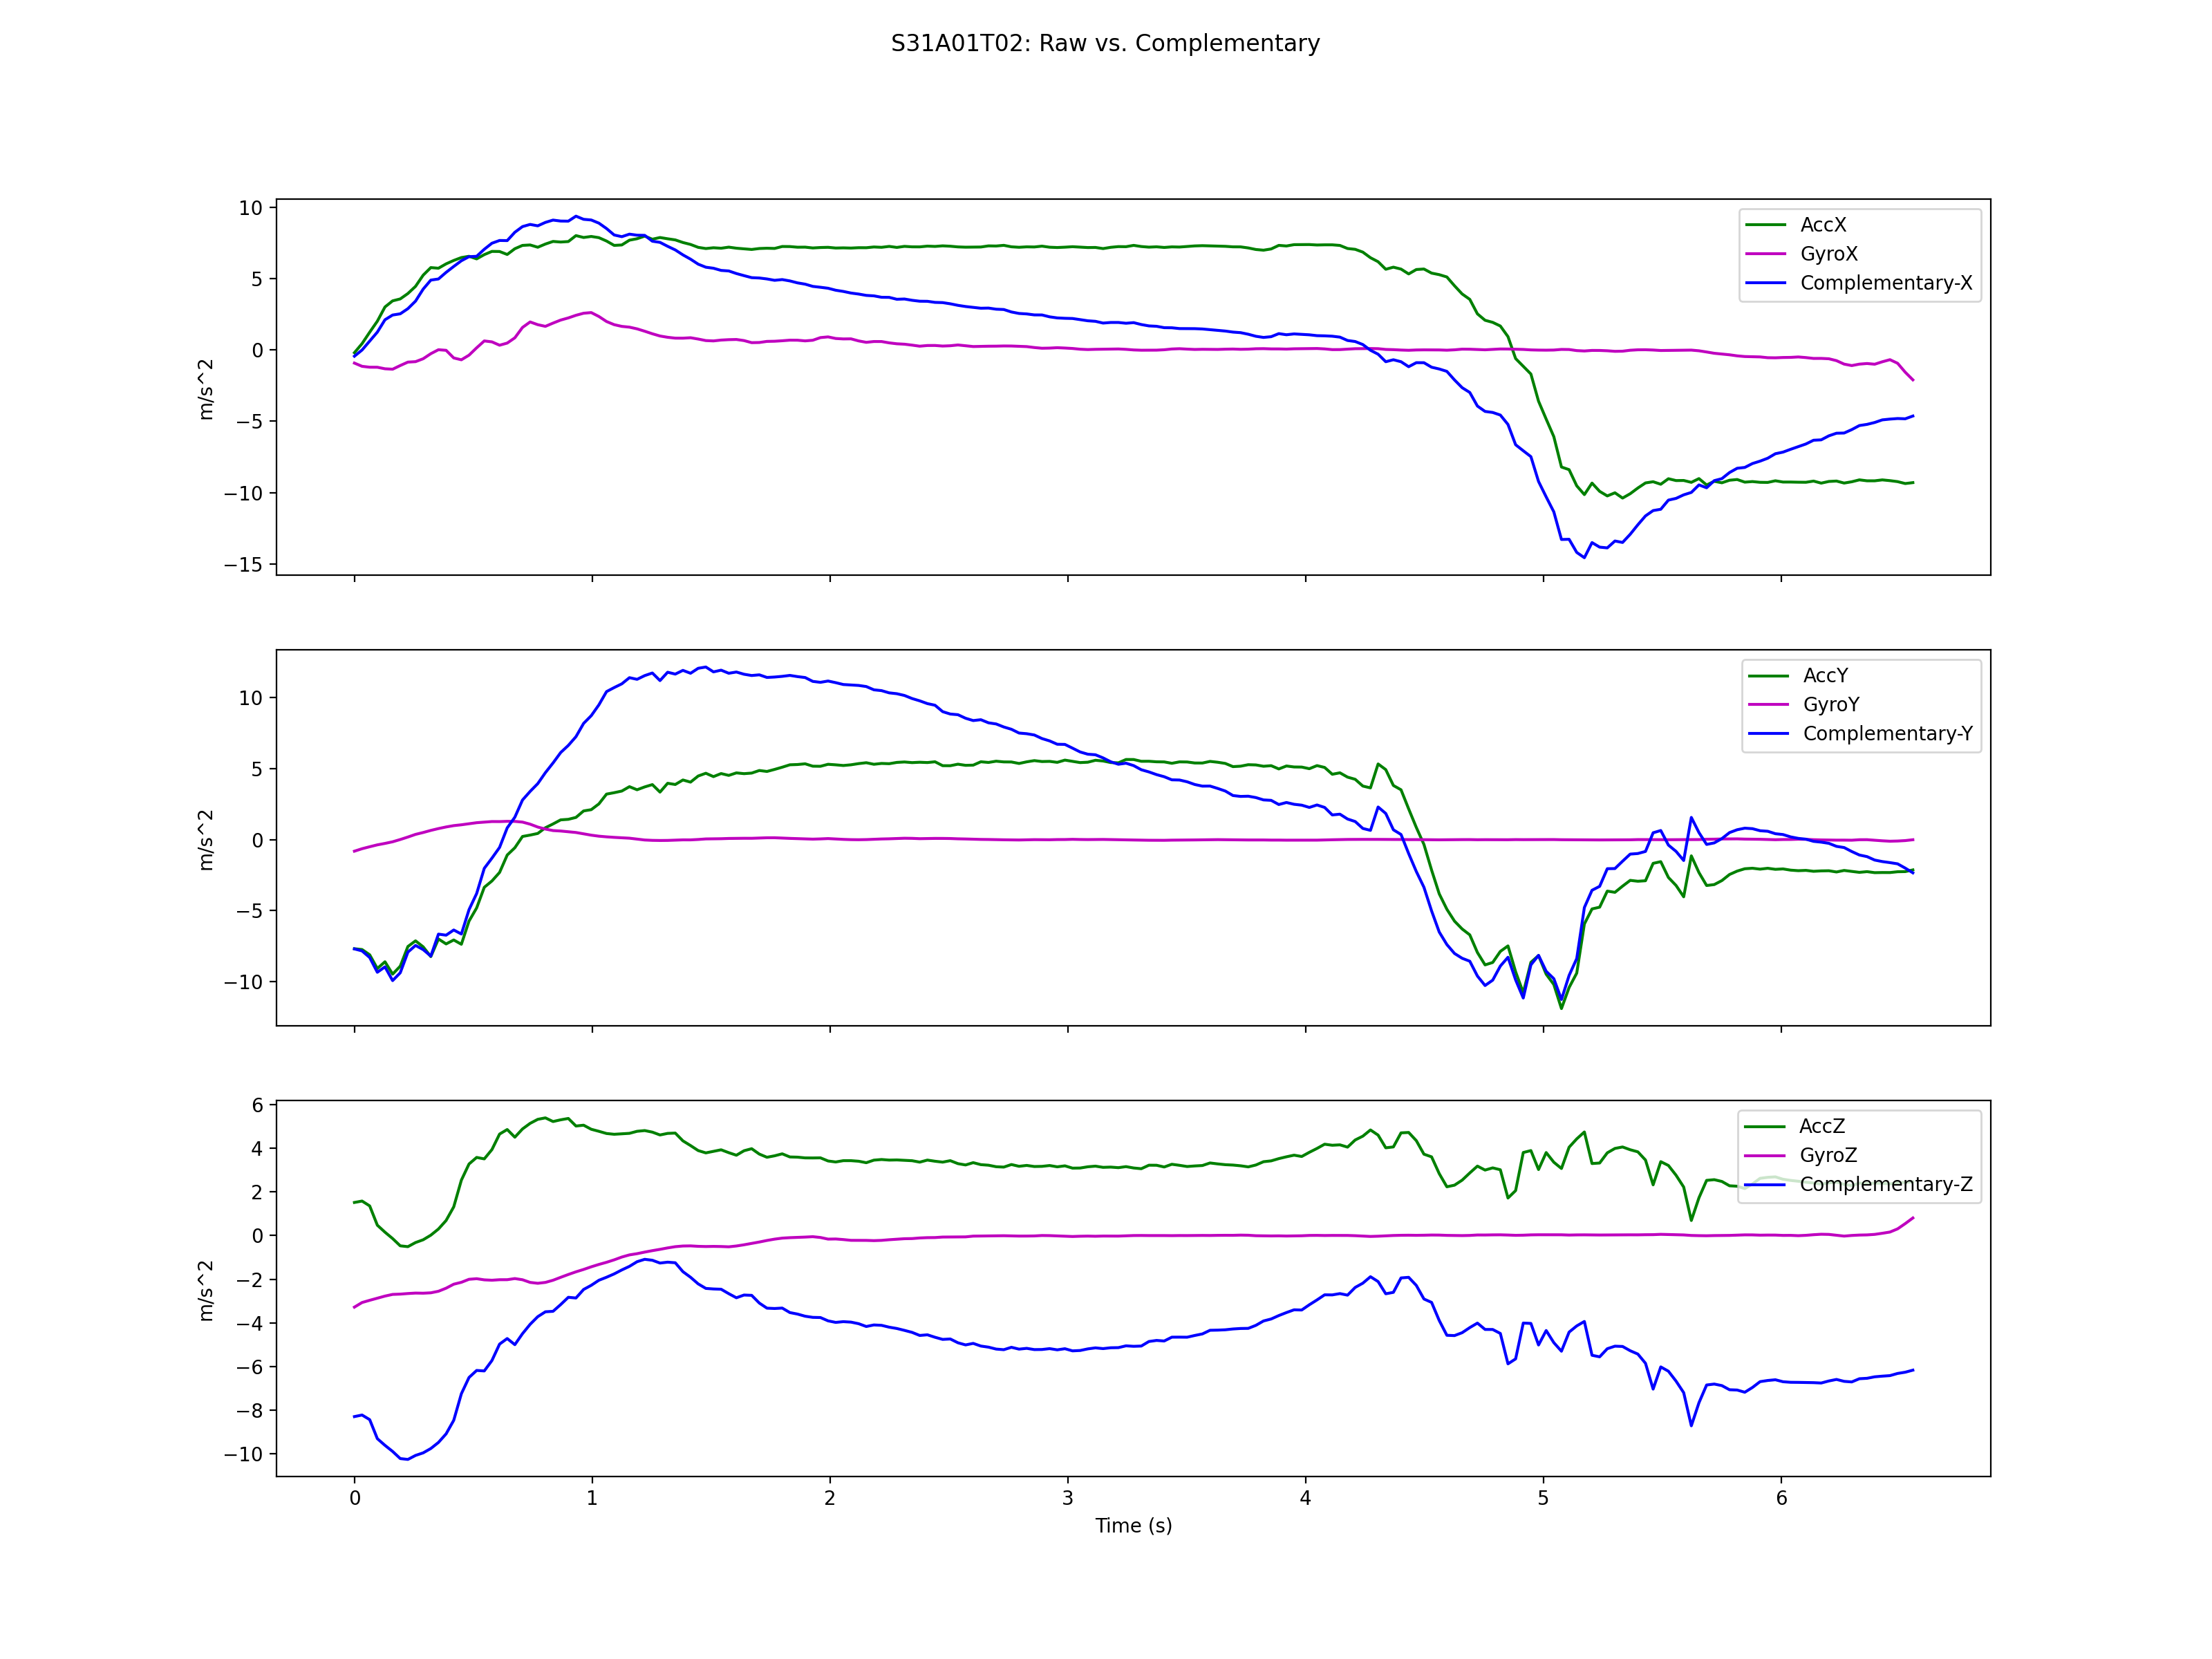 S31A01T02: Raw vs. Complementary
10
5
0
−5
−10
−15
m/s^2
AccX
GyroX
Complementary-X
10
5
0
−5
−10
m/s^2
AccY
GyroY
Complementary-Y
6
4
2
0
−2
−4
−6
−8
−10
m/s^2
AccZ
GyroZ
Complementary-Z
0 1 2 3 4 5 6
Time (s)